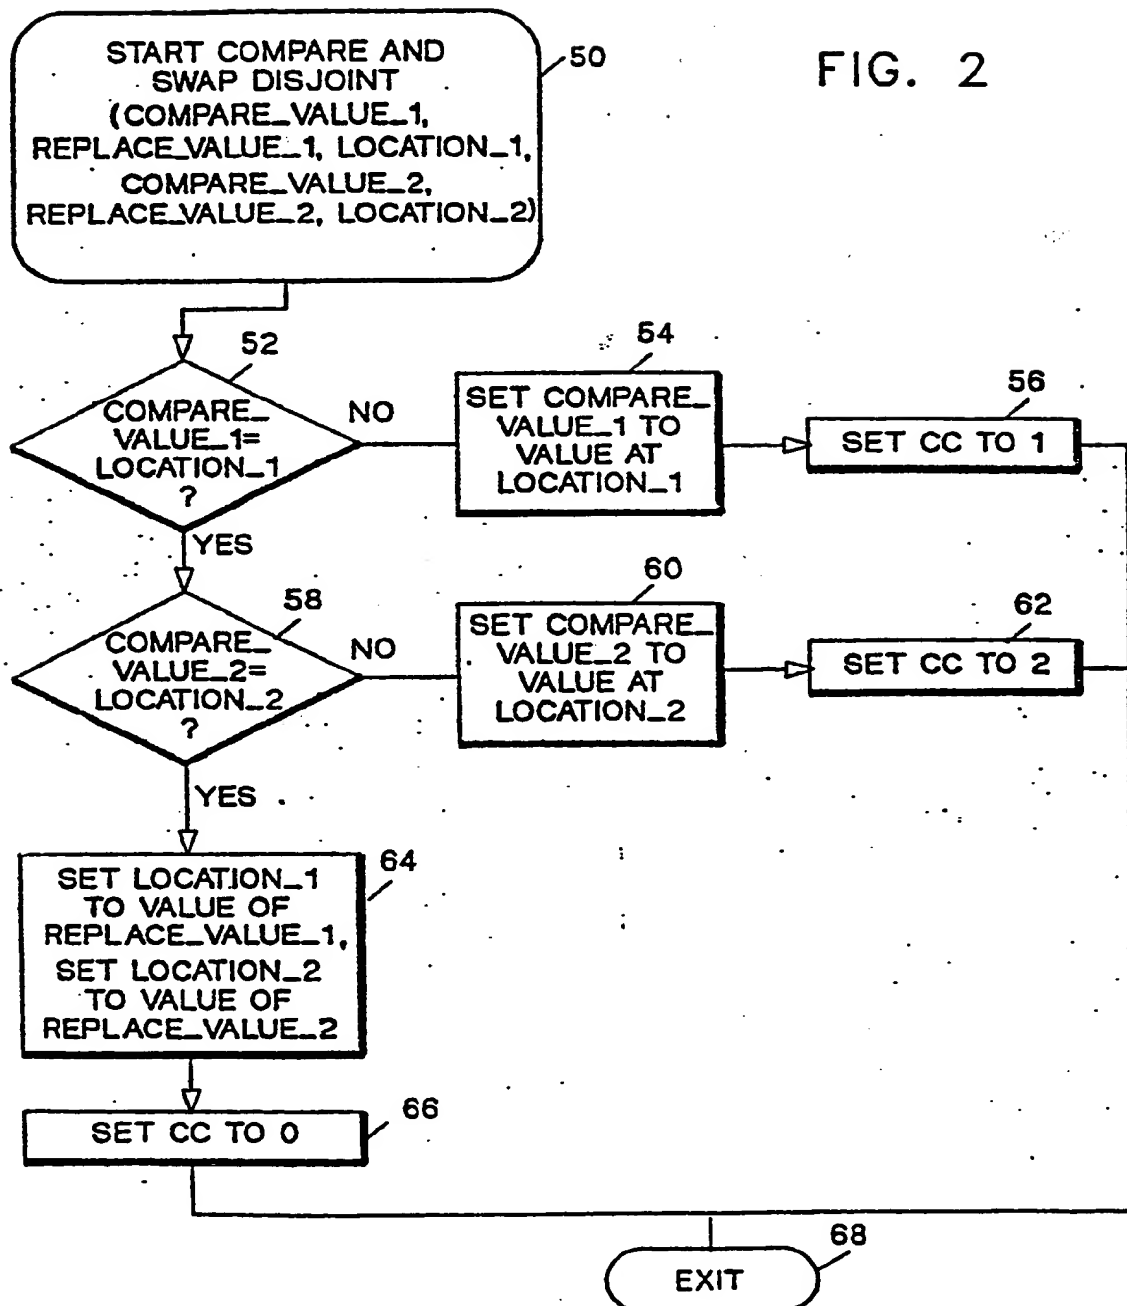 START COMPARE AND
SWAP DISJOINT
(COMPARE_VALUE_1,
REPLACE_VALUE_1, LOCATION_1,
COMPARE_VALUE_2,
REPLACE_VALUE_2, LOCATION_2)
50
FIG. 2
52
COMPARE_
VALUE_1=
LOCATION_1
?
NO
54
SET COMPARE_
VALUE_1 TO
VALUE AT
LOCATION_1
56
SET CC TO 1
YES
58
COMPARE_
VALUE_2=
LOCATION_2
?
NO
60
SET COMPARE_
VALUE_2 TO
VALUE AT
LOCATION_2
62
SET CC TO 2
YES
64
SET LOCATION_1
TO VALUE OF
REPLACE_VALUE_1,
SET LOCATION_2
TO VALUE OF
REPLACE_VALUE_2
66
SET CC TO 0
68
EXIT